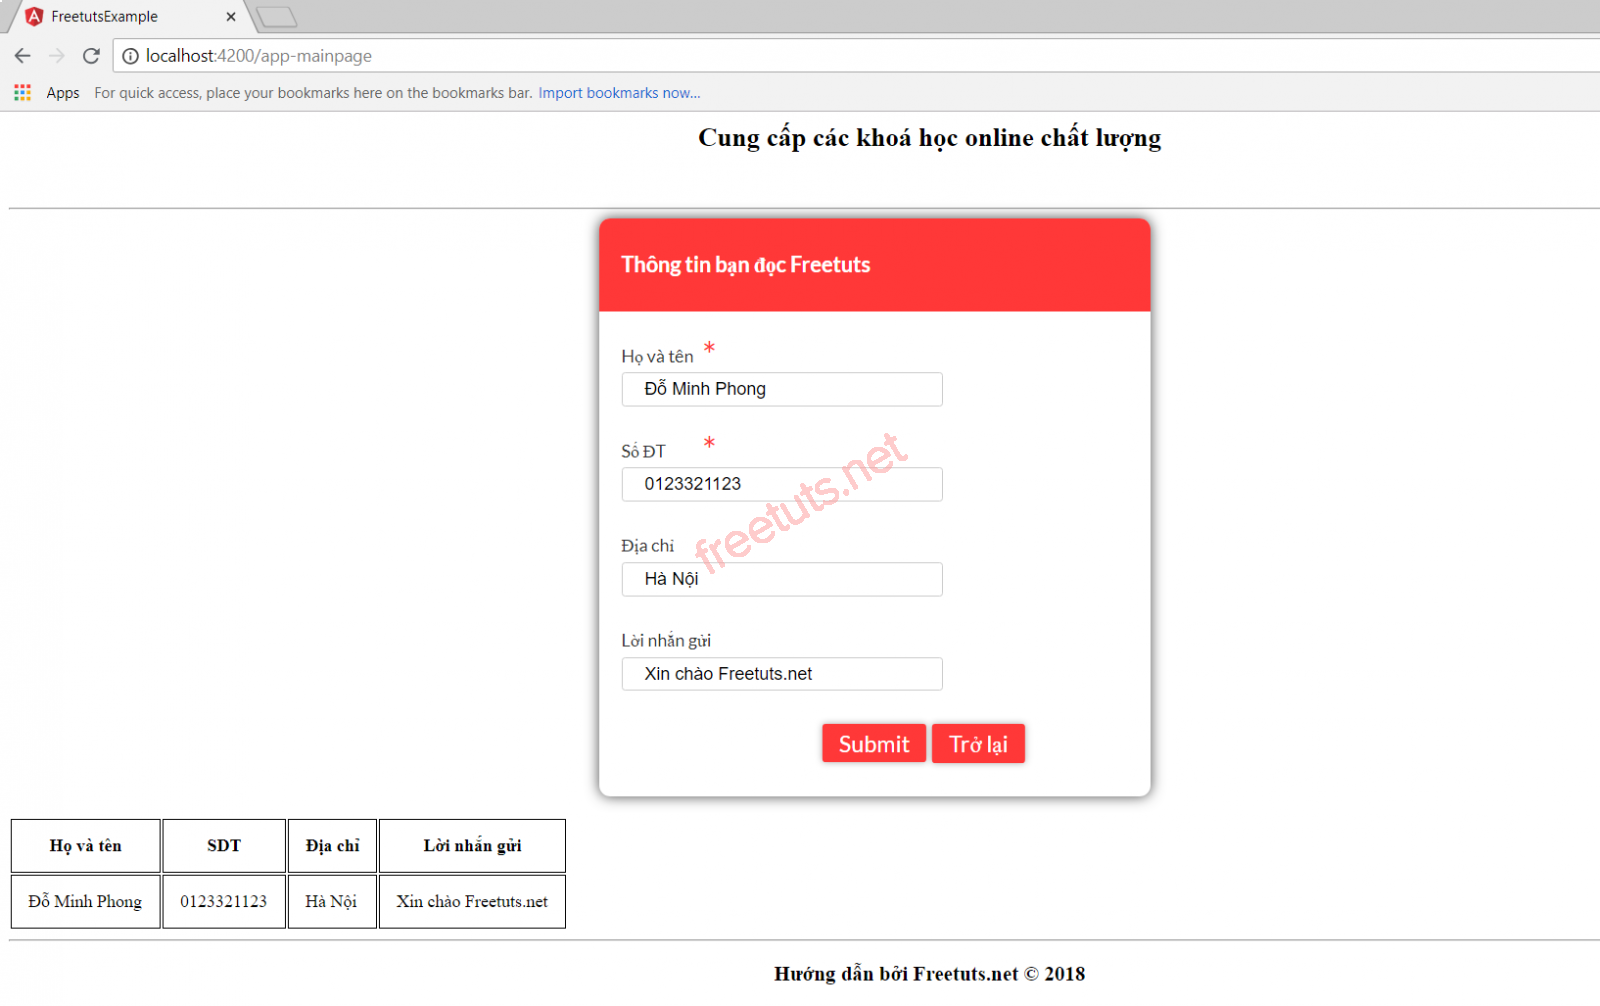 FreetutsExample
localhost:4200/app-mainpage
Apps For quick access, place your bookmarks here on the bookmarks bar. Import bookmarks now...
Cung cấp các khoá học online chất lượng
Thông tin bạn đọc Freetuts
Họ và tên *
Đỗ Minh Phong
Số ĐT *
0123321123
Địa chỉ
Hà Nội
Lời nhắn gửi
Xin chào Freetuts.net
freetuts.net
Submit Trở lại
Họ và tên SDT Địa chỉ Lời nhắn gửi
Đỗ Minh Phong 0123321123 Hà Nội Xin chào Freetuts.net
Hướng dẫn bởi Freetuts.net © 2018